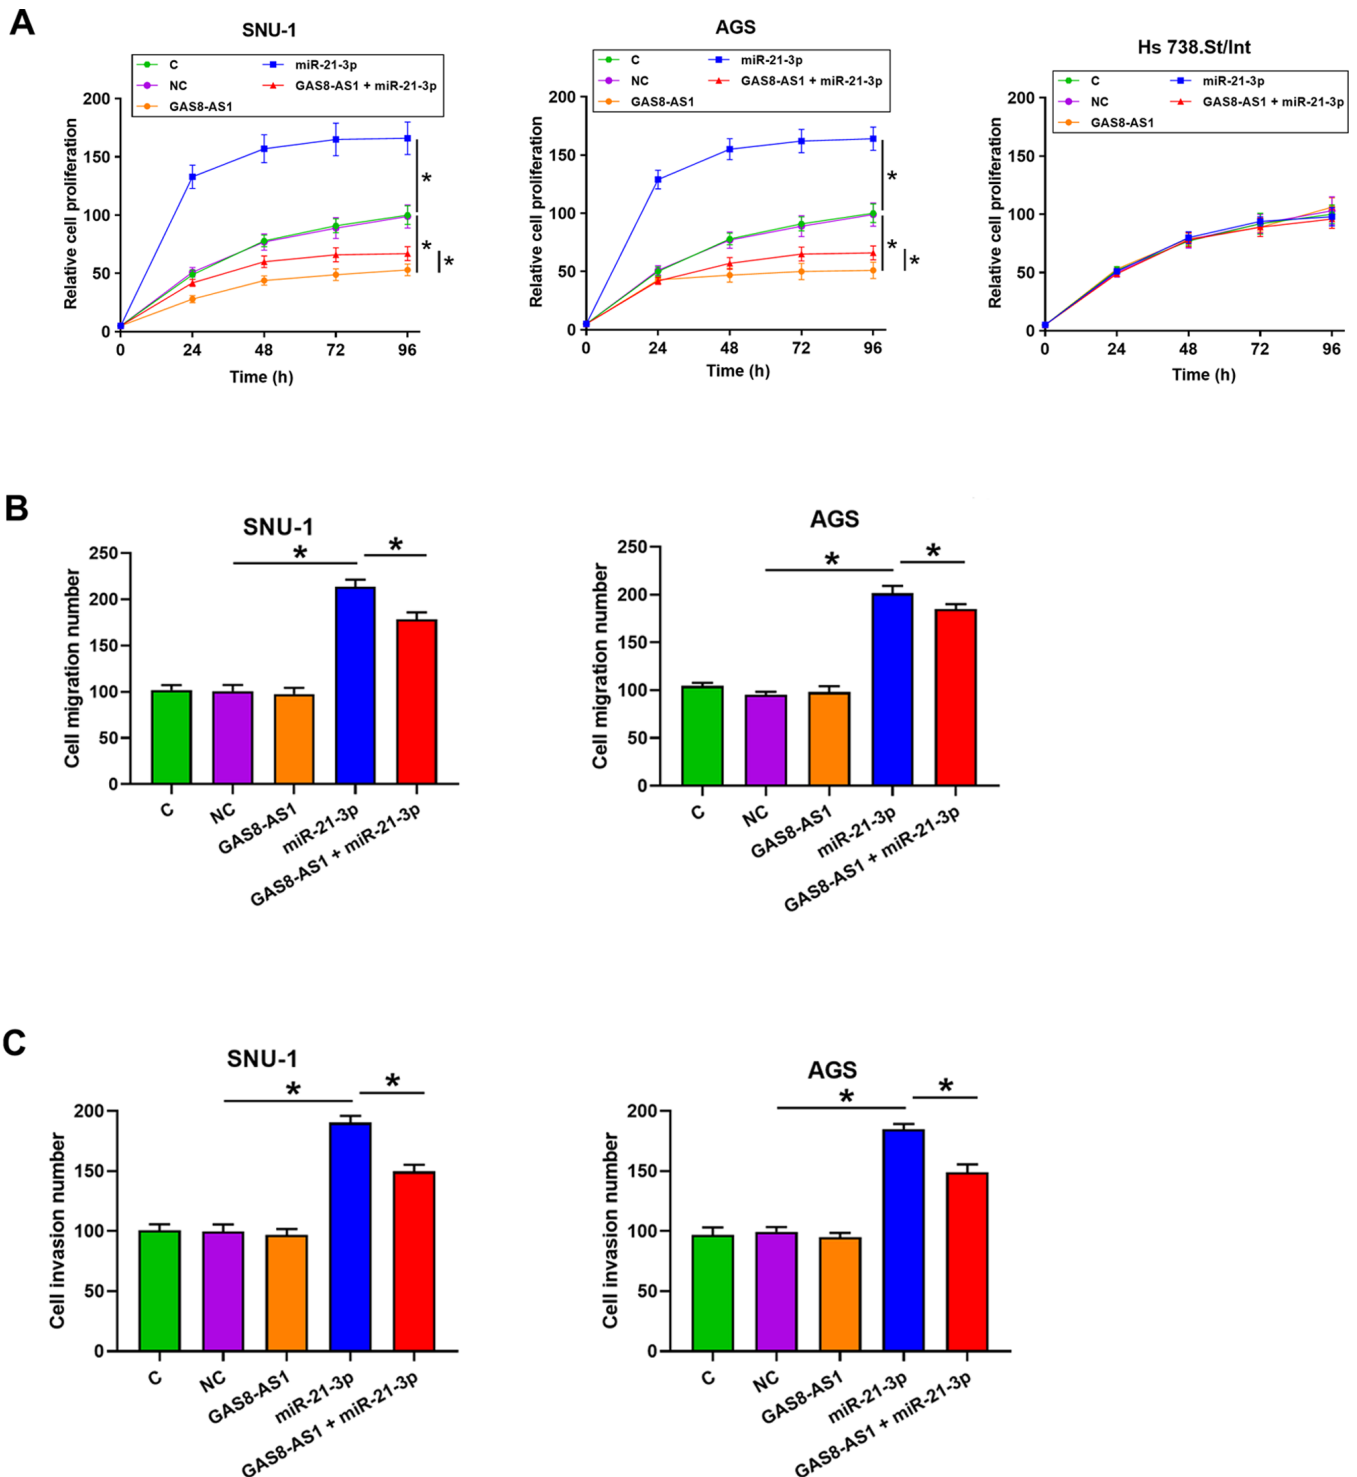 A
SNU-1
C
miR-21-3p
NC
GAS8-AS1 + miR-21-3p
GAS8-AS1
Relative cell proliferation
200
150
100
50
0
*
*
*
0 24 48 72 96
Time (h)
AGS
C
miR-21-3p
NC
GAS8-AS1 + miR-21-3p
GAS8-AS1
Relative cell proliferation
200
150
100
50
0
*
*
*
0 24 48 72 96
Time (h)
Hs 738.St/Int
C
miR-21-3p
NC
GAS8-AS1 + miR-21-3p
GAS8-AS1
Relative cell proliferation
200
150
100
50
0
0 24 48 72 96
Time (h)
B
SNU-1
Cell migration number
250
200
150
100
50
0
*
*
C
NC
GAS8-AS1
miR-21-3p
GAS8-AS1 + miR-21-3p
AGS
Cell migration number
250
200
150
100
50
0
*
*
C
NC
GAS8-AS1
miR-21-3p
GAS8-AS1 + miR-21-3p
C
SNU-1
Cell invasion number
200
150
100
50
0
*
*
C
NC
GAS8-AS1
miR-21-3p
GAS8-AS1 + miR-21-3p
AGS
Cell invasion number
200
150
100
50
0
*
*
C
NC
GAS8-AS1
miR-21-3p
GAS8-AS1 + miR-21-3p